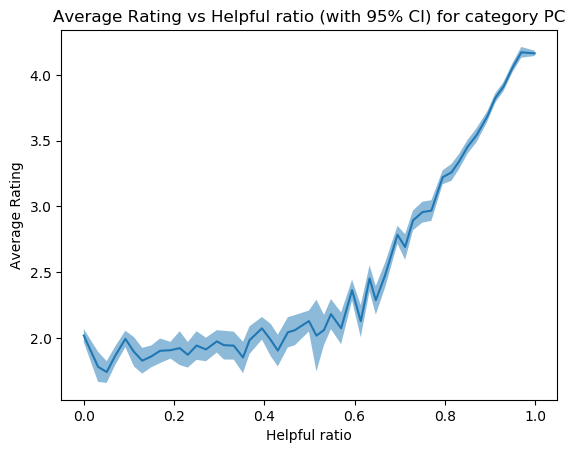 Average Rating vs Helpful ratio (with 95% CI) for category PC
4.0
3.5
3.0
2.5
2.0
Average Rating
0.0 0.2 0.4 0.6 0.8 1.0
Helpful ratio